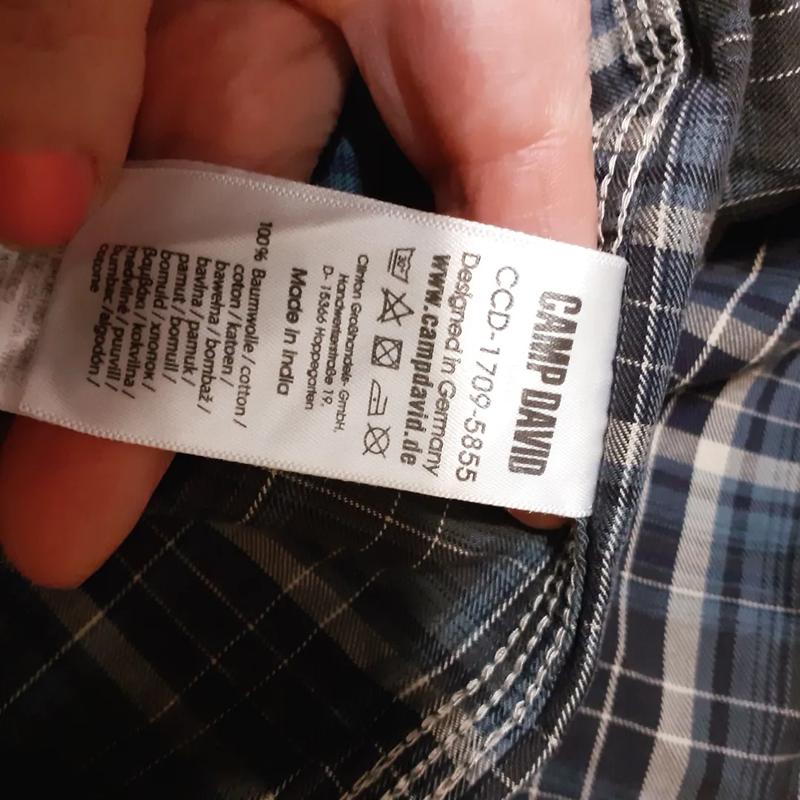 CAMP DAVID
CCD-1709-5855
Designed in Germany
www.campdavid.de
Clinton Großhandels- GmbH,
Handwerkerstraße 19,
D- 15366 Hoppegarten
Made in India
100% Baumwolle / cotton /
coton / katoen /
bawełna / bombaž /
bavlna / pamuk /
pamut / bomull /
bomuld / хлопок /
βαμβάκι / kokvilna /
medvilnė / puuvill /
bumbac / algodón /
cotone